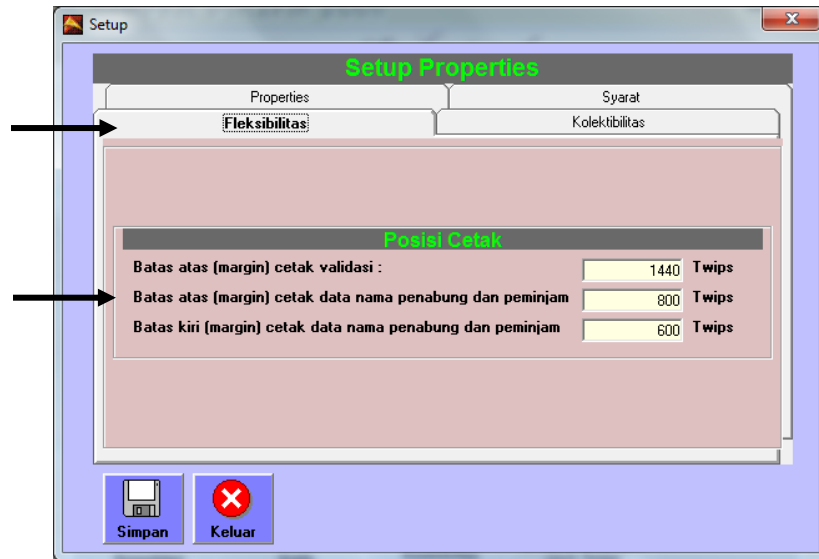 Setup
Setup Properties
Properties Syarat
Fleksibilitas Kolektibilitas
Posisi Cetak
Batas atas (margin) cetak validasi : 1440 Twips
Batas atas (margin) cetak data nama penabung dan peminjam 800 Twips
Batas kiri (margin) cetak data nama penabung dan peminjam 600 Twips
Simpan Keluar